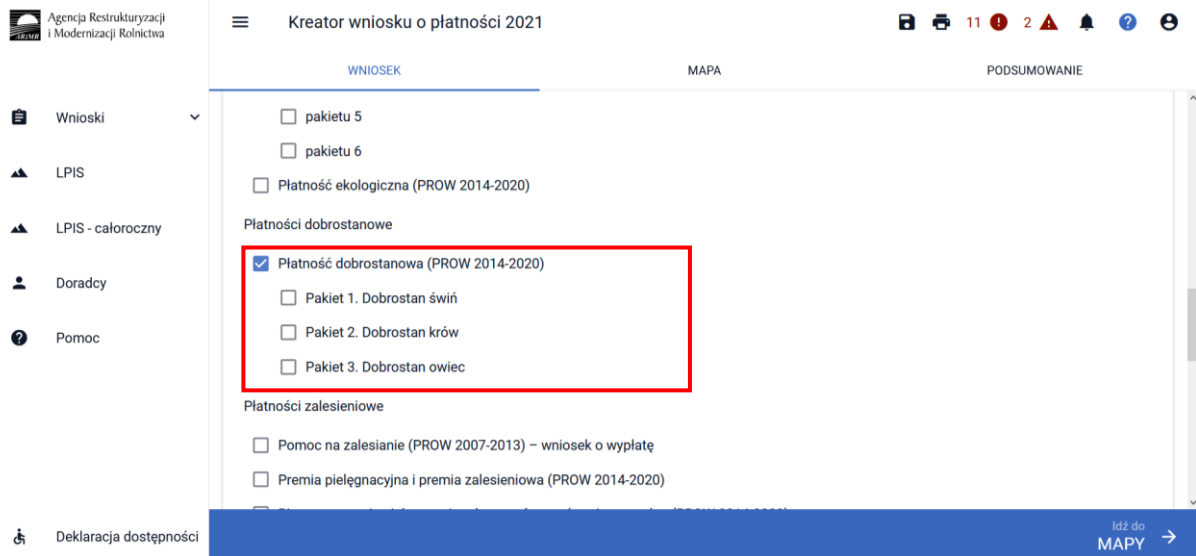 Agencja Restrukturyzacji
i Modernizacji Rolnictwa
ARiMR
Kreator wniosku o płatności 2021
11
2
WNIOSEK
MAPA
PODSUMOWANIE
Wnioski
LPIS
LPIS - całoroczny
Doradcy
Pomoc
pakietu 5
pakietu 6
Płatność ekologiczna (PROW 2014-2020)
Płatności dobrostanowe
Płatność dobrostanowa (PROW 2014-2020)
Pakiet 1. Dobrostan świń
Pakiet 2. Dobrostan krów
Pakiet 3. Dobrostan owiec
Płatności zalesieniowe
Pomoc na zalesianie (PROW 2007-2013) – wniosek o wypłatę
Premia pielęgnacyjna i premia zalesieniowa (PROW 2014-2020)
Deklaracja dostępności
Idź do
MAPY